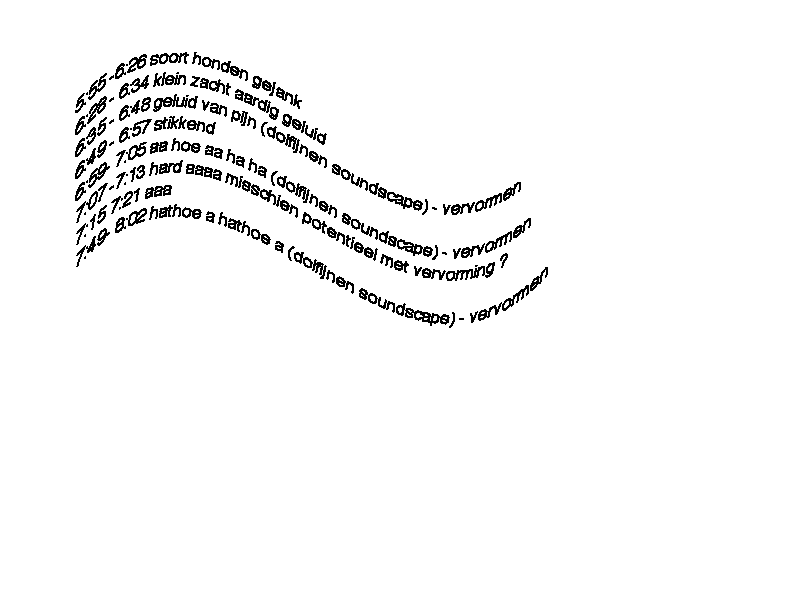 5:55 -6:26 soort honden gejank
6:26 - 6:34 klein zacht aardig geluid
6:35 - 6:48 geluid van pijn (dolfijnen soundscape) - vervormen
6:49 - 6:57 stikkend
6:59- 7:05 aa hoe aa ha ha (dolfijnen soundscape) - vervormen
7:07 -7:13 hard aaaa misschien potentieel met vervorming ?
7:15 7:21 aaa
7:49- 8:02 hathoe a hathoe a (dolfijnen soundscape) - vervormen